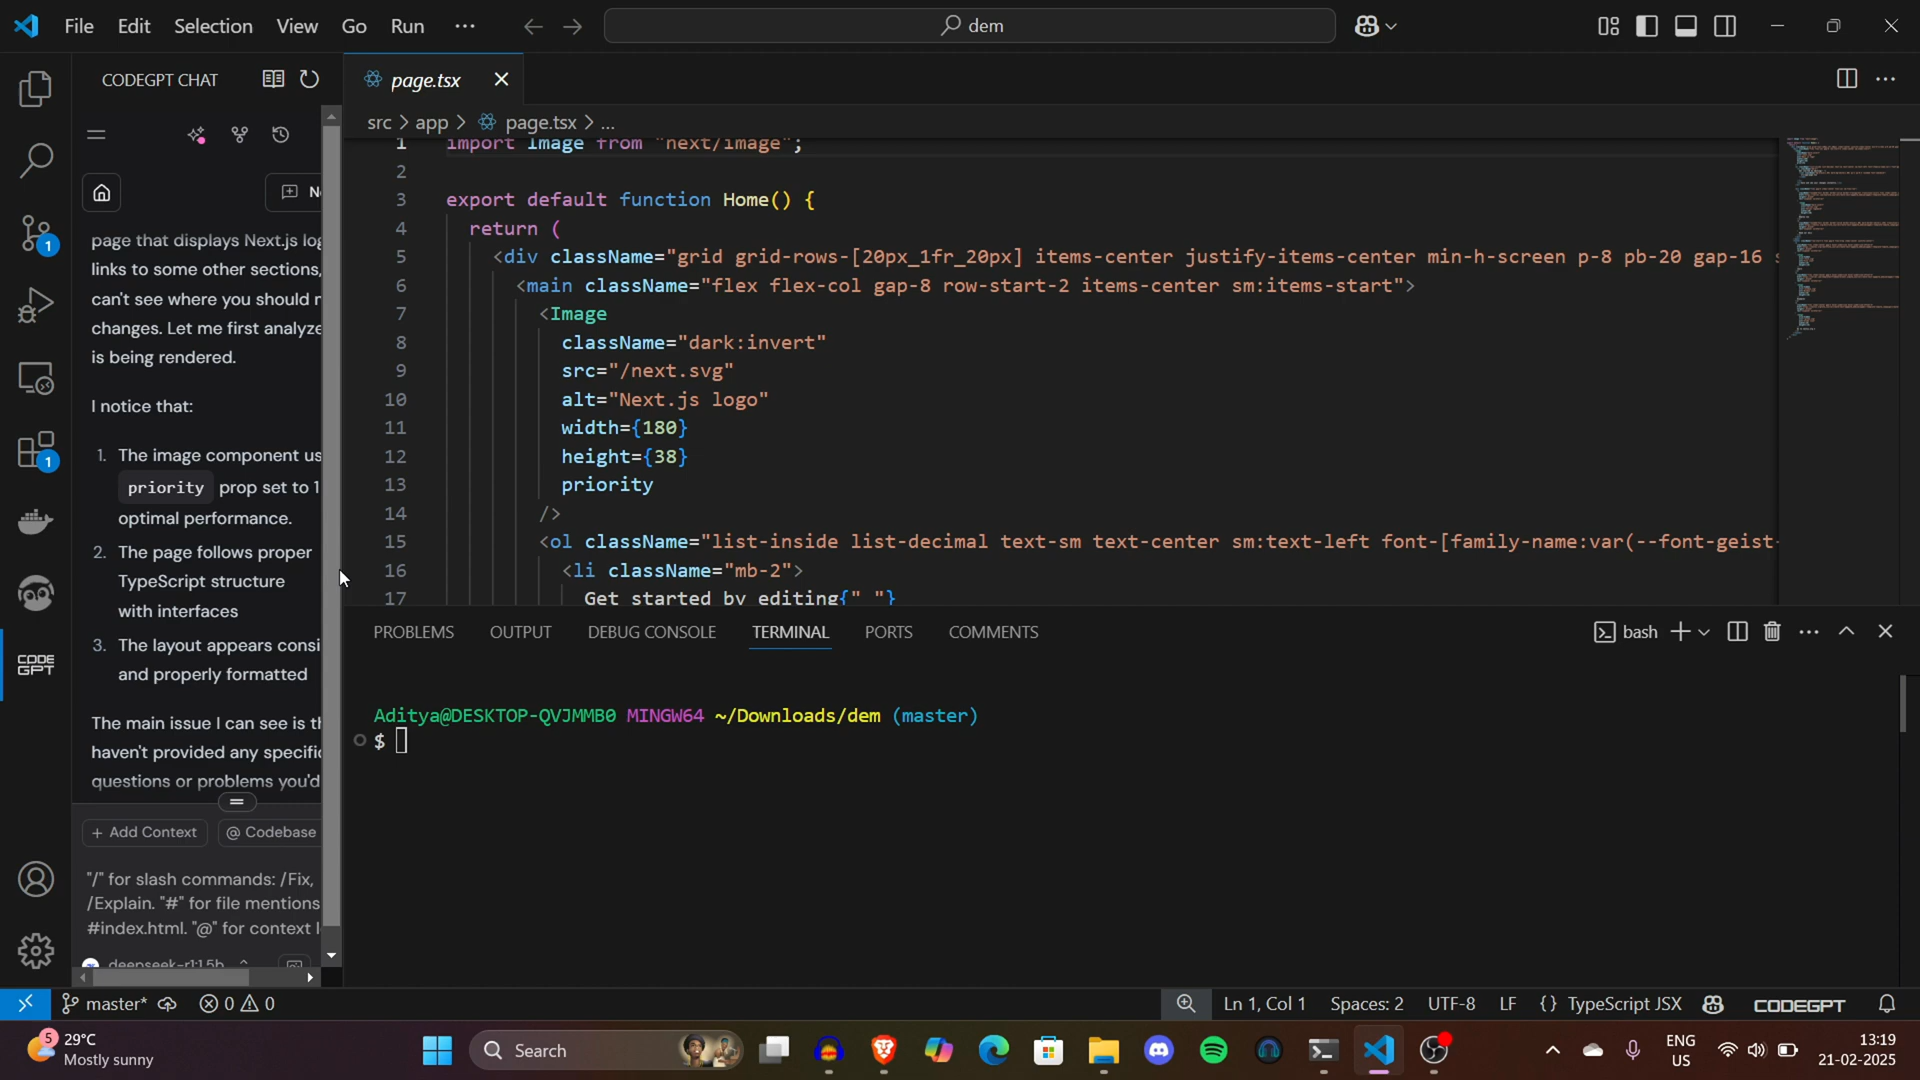 File Edit Selection View Go Run ··· dem
CODEGPT CHAT
page.tsx
src > app > page.tsx > ...
page that displays Next.js log
links to some other sections,
can't see where you should r
changes. Let me first analyze
is being rendered.
I notice that:
1. The image component us
priority prop set to 1
optimal performance.
2. The page follows proper
TypeScript structure
with interfaces
3. The layout appears consi
and properly formatted
The main issue I can see is th
haven't provided any specific
questions or problems you'd
+ Add Context @ Codebase
"/" for slash commands: /Fix,
/Explain. "#" for file mentions
#index.html. "@" for context l
deepseek-r1:1.5b
CODE
GPT
1 import Image from "next/image";
2
3 export default function Home() {
4 return (
5 <div className="grid grid-rows-[20px_1fr_20px] items-center justify-items-center min-h-screen p-8 pb-20 gap-16 s
6 <main className="flex flex-col gap-8 row-start-2 items-center sm:items-start">
7 <Image
8 className="dark:invert"
9 src="/next.svg"
10 alt="Next.js logo"
11 width={180}
12 height={38}
13 priority
14 />
15 <ol className="list-inside list-decimal text-sm text-center sm:text-left font-[family-name:var(--font-geist-
16 <li className="mb-2">
17 Get started by editing{" "}
PROBLEMS OUTPUT DEBUG CONSOLE TERMINAL PORTS COMMENTS
bash
Aditya@DESKTOP-QVJMMB0 MINGW64 ~/Downloads/dem (master)
$
1
1
master* 0 0 Ln 1, Col 1 Spaces: 2 UTF-8 LF {} TypeScript JSX CODEGPT
5
29°C
Mostly sunny
Search
ENG
US
13:19
21-02-2025